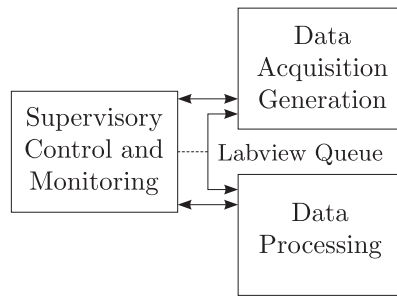 Supervisory
Control and
Monitoring
Data
Acquisition
Generation
Labview Queue
Data
Processing